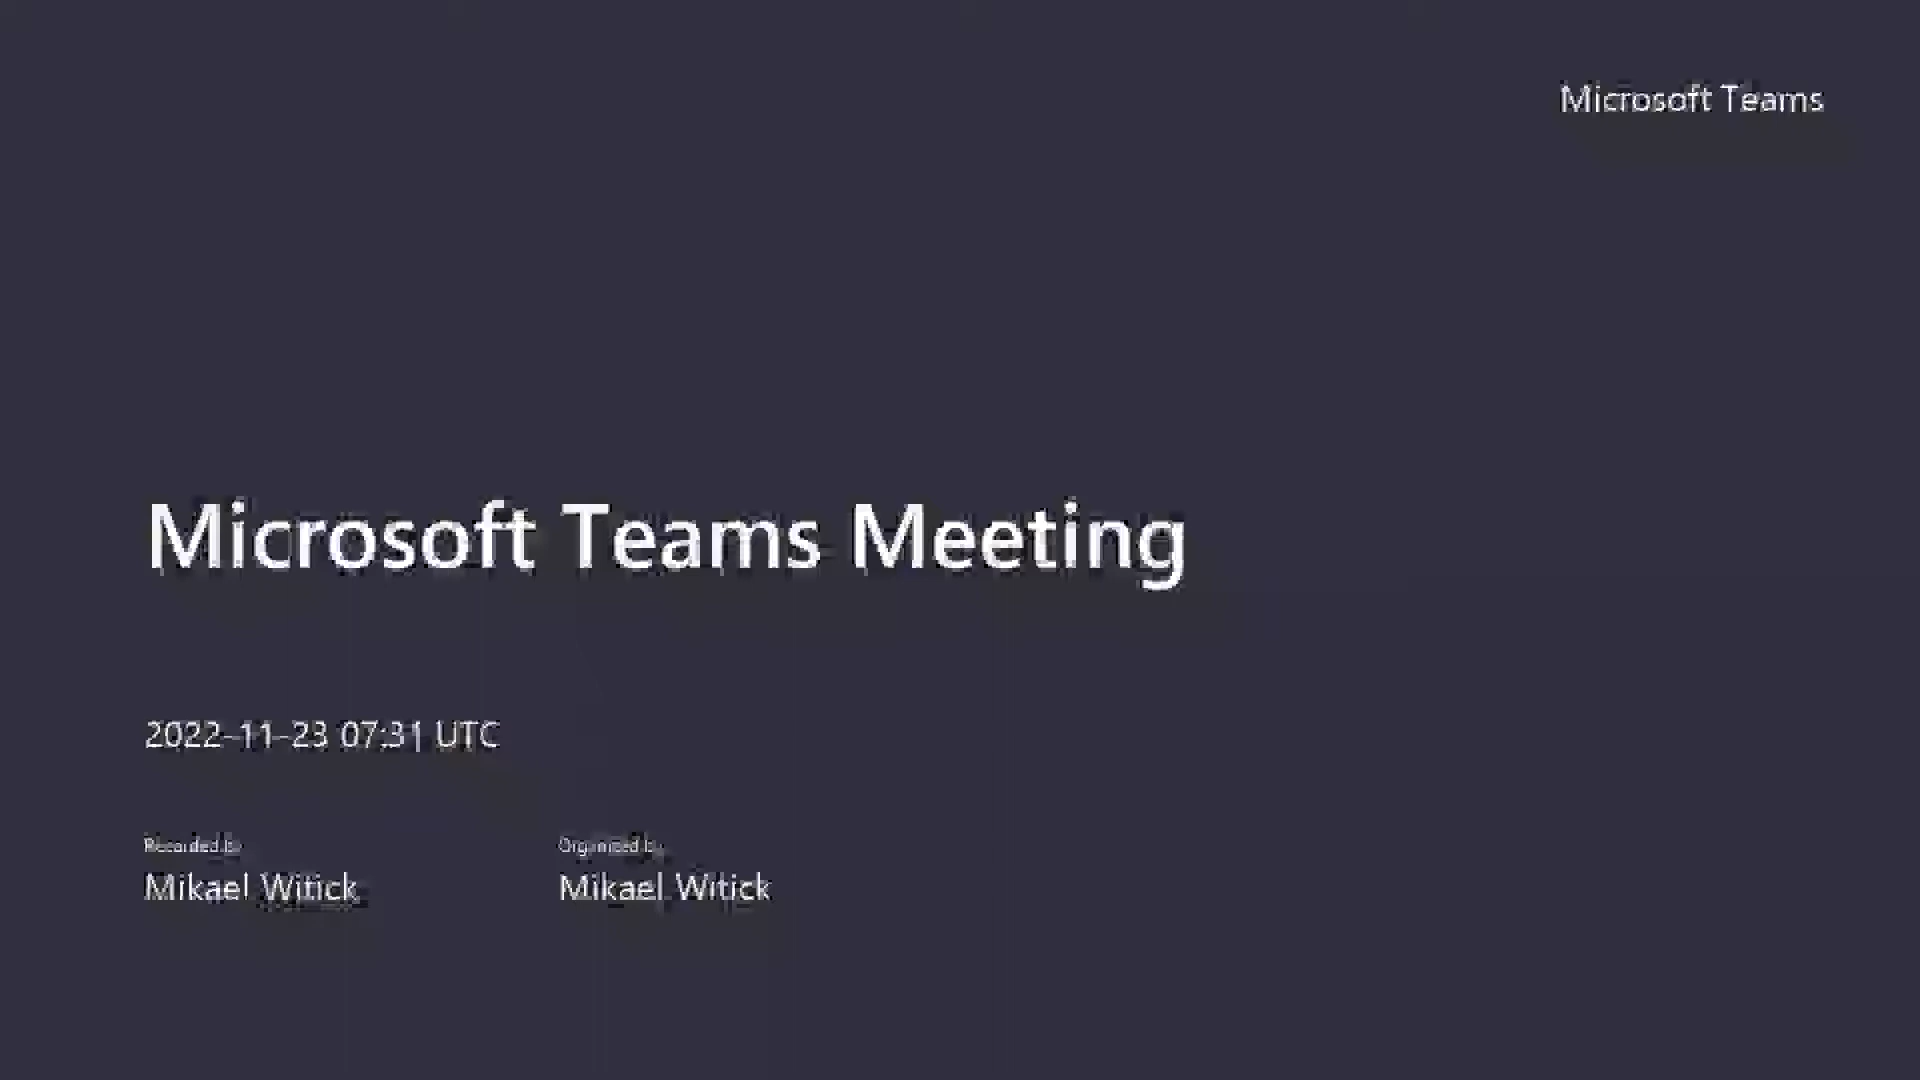 Microsoft Teams
Microsoft Teams Meeting
2022-11-23 07:31 UTC
Recorded by
Organized by
Mikael Witick
Mikael Witick